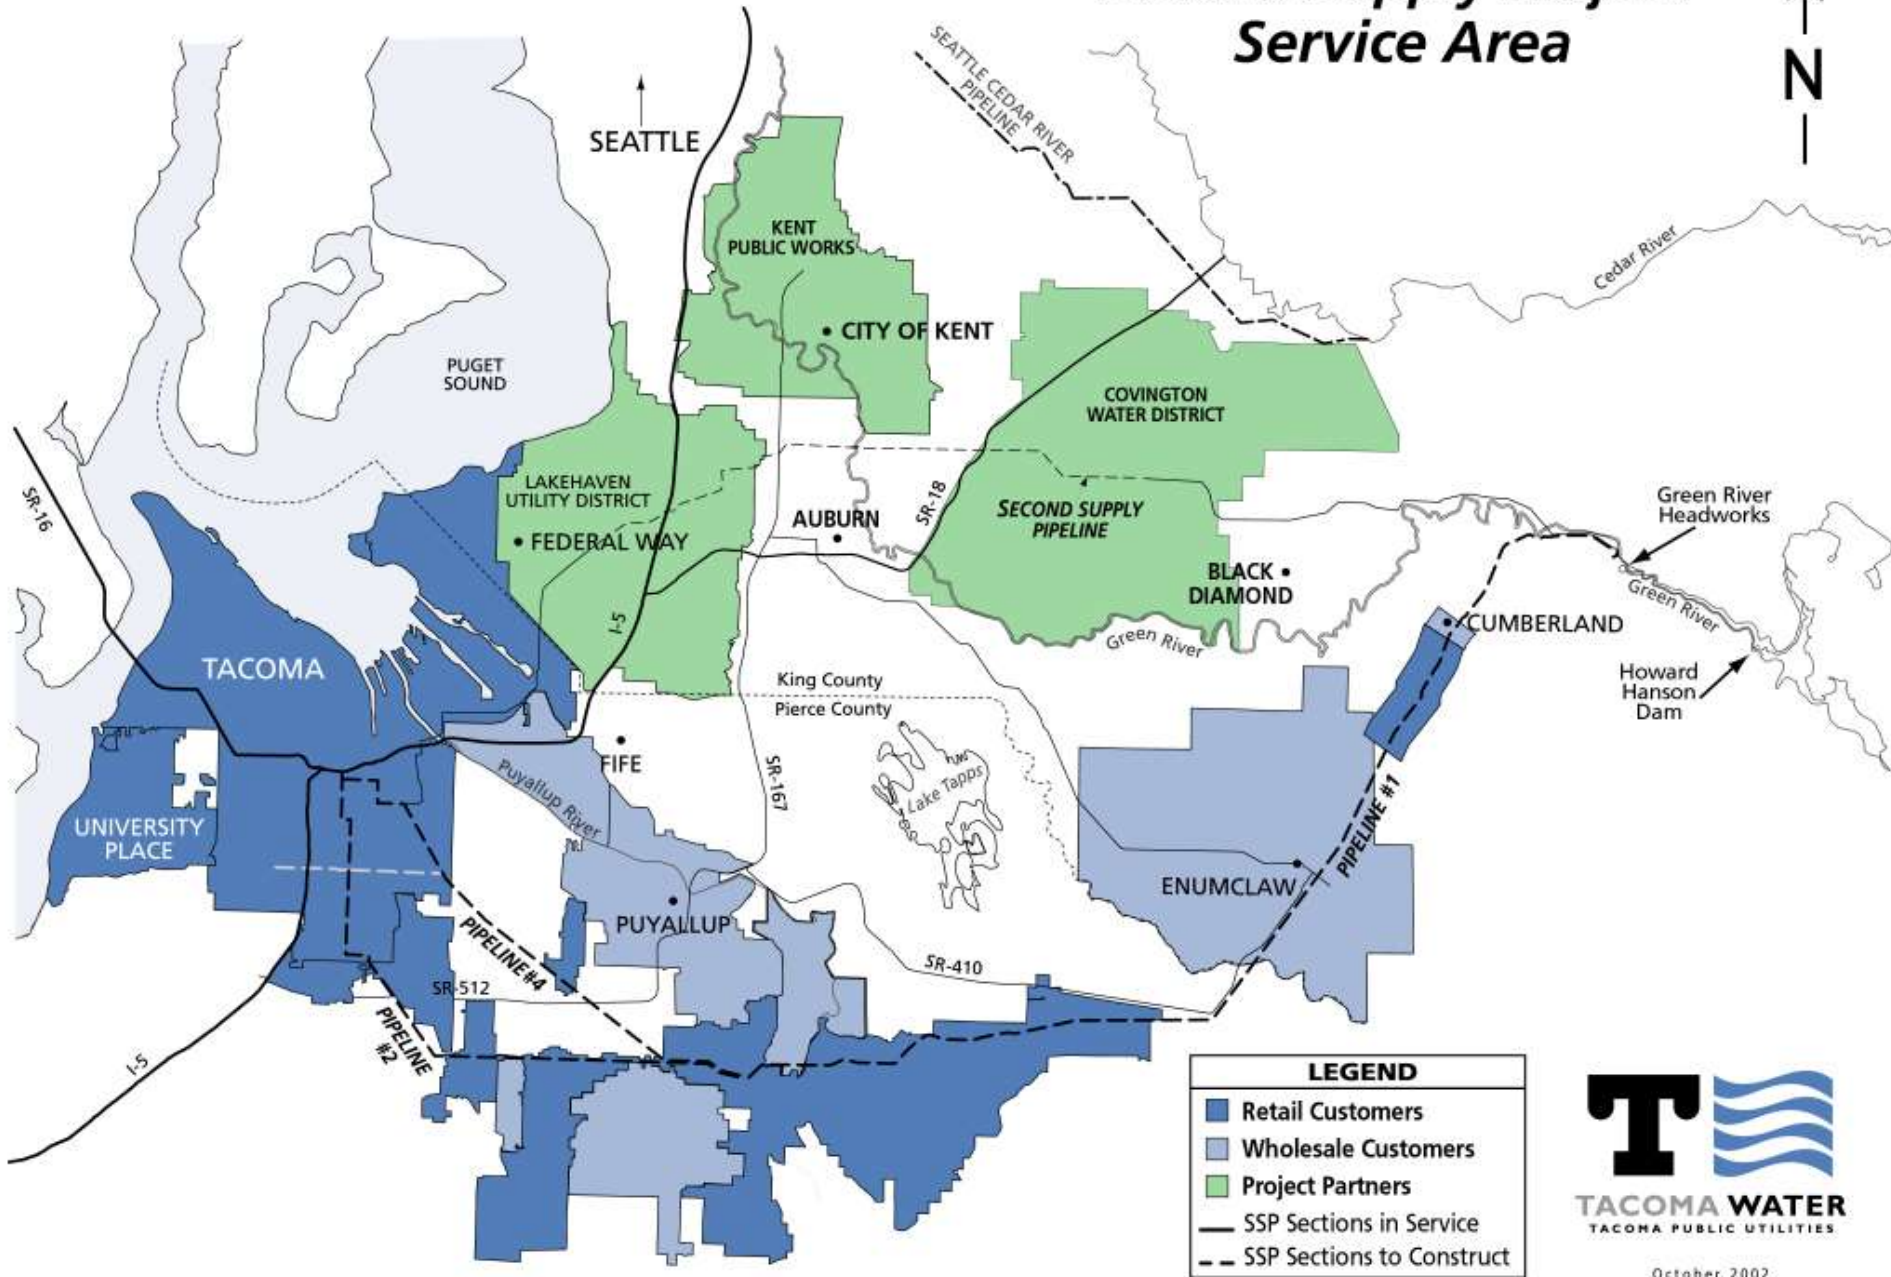 Service Area
N
SEATTLE CEDAR RIVER
PIPELINE
SEATTLE
KENT
PUBLIC WORKS
Cedar River
CITY OF KENT
PUGET
SOUND
COVINGTON
WATER DISTRICT
SR-16
LAKEHAVEN
UTILITY DISTRICT
FEDERAL WAY
AUBURN
SR-18
SECOND SUPPLY
PIPELINE
Green River
Headworks
BLACK
DIAMOND
Green River
CUMBERLAND
I-5
Green River
TACOMA
King County
Pierce County
Howard
Hanson
Dam
FIFE
Puyallup River
SR-167
Lake Tapps
PIPELINE #1
UNIVERSITY
PLACE
ENUMCLAW
PUYALLUP
PIPELINE #4
SR-410
SR-512
PIPELINE
#2
I-5
LEGEND
Retail Customers
Wholesale Customers
Project Partners
SSP Sections in Service
SSP Sections to Construct
T
TACOMA WATER
TACOMA PUBLIC UTILITIES
October 2002